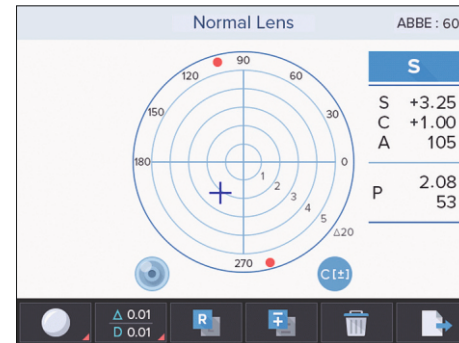 Normal Lens
ABBE : 60
S
S +3.25
C +1.00
A 105
P 2.08
53
90
120
60
150
30
180
0
1
2
3
4
5
Δ20
270
C [±]
Δ 0.01
D 0.01
R